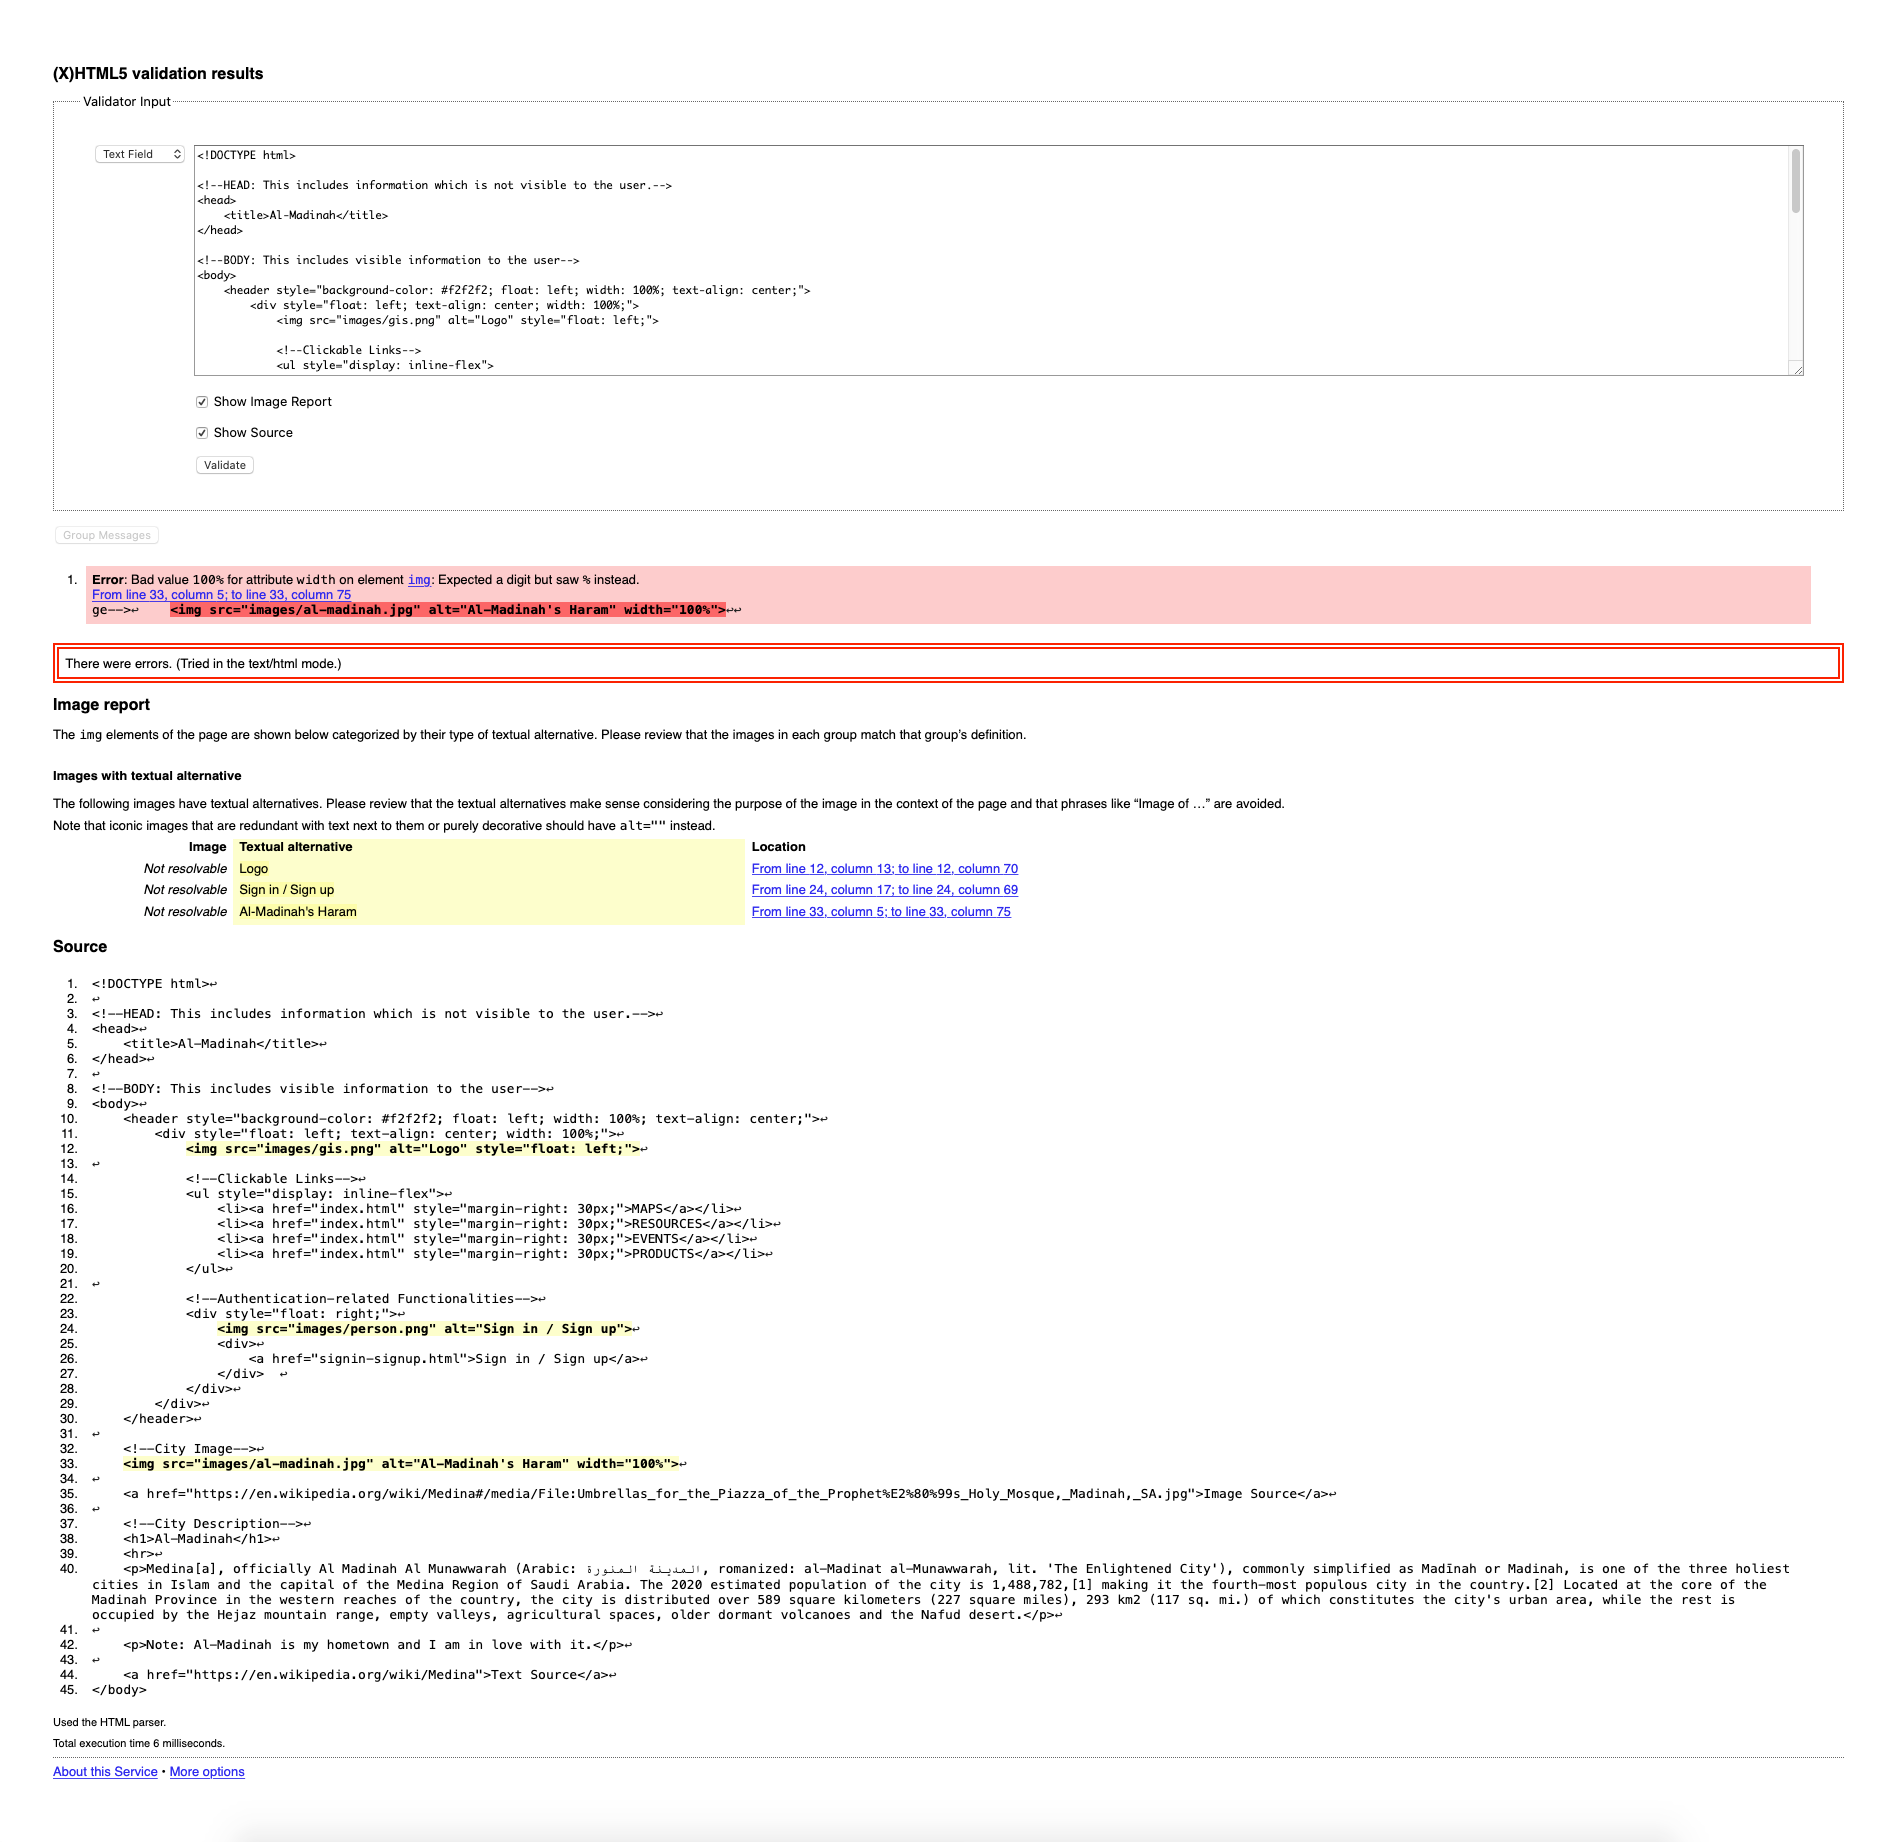 (X)HTML5 validation results
Validator Input
Text Field
<!DOCTYPE html>
<!--HEAD: This includes information which is not visible to the user.-->
<head>
    <title>Al-Madinah</title>
</head>
<!--BODY: This includes visible information to the user-->
<body>
    <header style="background-color: #f2f2f2; float: left; width: 100%; text-align: center;">
        <div style="float: left; text-align: center; width: 100%;">
            <img src="images/gis.png" alt="Logo" style="float: left;">
            <!--Clickable Links-->
            <ul style="display: inline-flex">
Show Image Report
Show Source
Validate
Group Messages
1. Error: Bad value 100% for attribute width on element img: Expected a digit but saw % instead.
From line 33, column 5; to line 33, column 75
ge-->↩    <img src="images/al-madinah.jpg" alt="Al-Madinah's Haram" width="100%">↩↩
There were errors. (Tried in the text/html mode.)
Image report
The img elements of the page are shown below categorized by their type of textual alternative. Please review that the images in each group match that group’s definition.
Images with textual alternative
The following images have textual alternatives. Please review that the textual alternatives make sense considering the purpose of the image in the context of the page and that phrases like “Image of …” are avoided.
Note that iconic images that are redundant with text next to them or purely decorative should have alt="" instead.
Image Textual alternative Location
Not resolvable Logo From line 12, column 13; to line 12, column 70
Not resolvable Sign in / Sign up From line 24, column 17; to line 24, column 69
Not resolvable Al-Madinah's Haram From line 33, column 5; to line 33, column 75
Source
1. <!DOCTYPE html>↩
2. ↩
3. <!--HEAD: This includes information which is not visible to the user.-->↩
4. <head>↩
5.     <title>Al-Madinah</title>↩
6. </head>↩
7. ↩
8. <!--BODY: This includes visible information to the user-->↩
9. <body>↩
10.     <header style="background-color: #f2f2f2; float: left; width: 100%; text-align: center;">↩
11.         <div style="float: left; text-align: center; width: 100%;">↩
12.             <img src="images/gis.png" alt="Logo" style="float: left;">↩
13. ↩
14.             <!--Clickable Links-->↩
15.             <ul style="display: inline-flex">↩
16.                 <li><a href="index.html" style="margin-right: 30px;">MAPS</a></li>↩
17.                 <li><a href="index.html" style="margin-right: 30px;">RESOURCES</a></li>↩
18.                 <li><a href="index.html" style="margin-right: 30px;">EVENTS</a></li>↩
19.                 <li><a href="index.html" style="margin-right: 30px;">PRODUCTS</a></li>↩
20.             </ul>↩
21. ↩
22.             <!--Authentication-related Functionalities-->↩
23.             <div style="float: right;">↩
24.                 <img src="images/person.png" alt="Sign in / Sign up">↩
25.                 <div>↩
26.                     <a href="signin-signup.html">Sign in / Sign up</a>↩
27.                 </div>  ↩
28.             </div>↩
29.         </div>↩
30.     </header>↩
31. ↩
32.     <!--City Image-->↩
33.     <img src="images/al-madinah.jpg" alt="Al-Madinah's Haram" width="100%">↩
34. ↩
35.     <a href="https://en.wikipedia.org/wiki/Medina#/media/File:Umbrellas_for_the_Piazza_of_the_Prophet%E2%80%99s_Holy_Mosque,_Madinah,_SA.jpg">Image Source</a>↩
36. ↩
37.     <!--City Description-->↩
38.     <h1>Al-Madinah</h1>↩
39.     <hr>↩
40.     <p>Medina[a], officially Al Madinah Al Munawwarah (Arabic: المدينة المنورة, romanized: al-Madinat al-Munawwarah, lit. 'The Enlightened City'), commonly simplified as Madīnah or Madinah, is one of the three holiest
cities in Islam and the capital of the Medina Region of Saudi Arabia. The 2020 estimated population of the city is 1,488,782,[1] making it the fourth-most populous city in the country.[2] Located at the core of the
Madinah Province in the western reaches of the country, the city is distributed over 589 square kilometers (227 square miles), 293 km2 (117 sq. mi.) of which constitutes the city's urban area, while the rest is
occupied by the Hejaz mountain range, empty valleys, agricultural spaces, older dormant volcanoes and the Nafud desert.</p>↩
41. ↩
42.     <p>Note: Al-Madinah is my hometown and I am in love with it.</p>↩
43. ↩
44.     <a href="https://en.wikipedia.org/wiki/Medina">Text Source</a>↩
45. </body>
Used the HTML parser.
Total execution time 6 milliseconds.
About this Service • More options